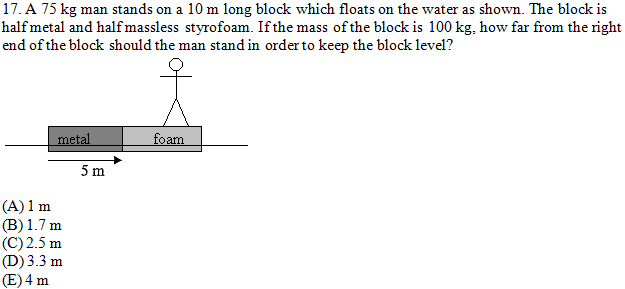 17. A 75 kg man stands on a 10 m long block which floats on the water as shown. The block is
half metal and half massless styrofoam. If the mass of the block is 100 kg, how far from the right
end of the block should the man stand in order to keep the block level?
metal foam
5 m
(A) 1 m
(B) 1.7 m
(C) 2.5 m
(D) 3.3 m
(E) 4 m